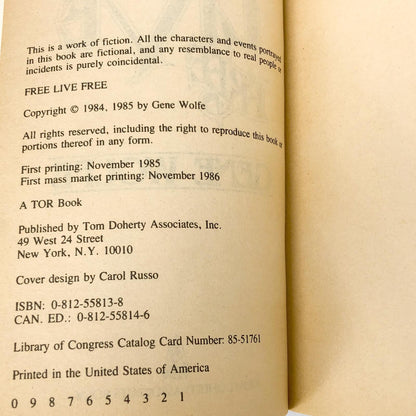 This is a work of fiction. All the characters and events portrayed
in this book are fictional, and any resemblance to real people or
incidents is purely coincidental.
FREE LIVE FREE
Copyright © 1984, 1985 by Gene Wolfe
All rights reserved, including the right to reproduce this book or
portions thereof in any form.
First printing: November 1985
First mass market printing: November 1986
A TOR Book
Published by Tom Doherty Associates, Inc.
49 West 24 Street
New York, N.Y. 10010
Cover design by Carol Russo
ISBN: 0-812-55813-8
CAN. ED.: 0-812-55814-6
Library of Congress Catalog Card Number: 85-51761
Printed in the United States of America
0 9 8 7 6 5 4 3 2 1